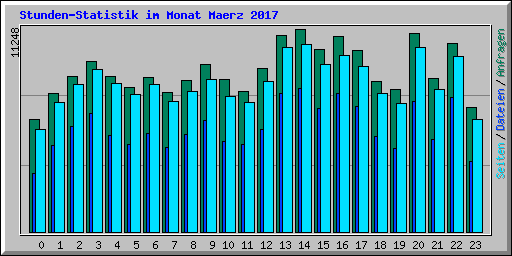 Stunden-Statistik im Monat Maerz 2017
11248
Seiten/Dateien/Anfragen
0 1 2 3 4 5 6 7 8 9 10 11 12 13 14 15 16 17 18 19 20 21 22 23